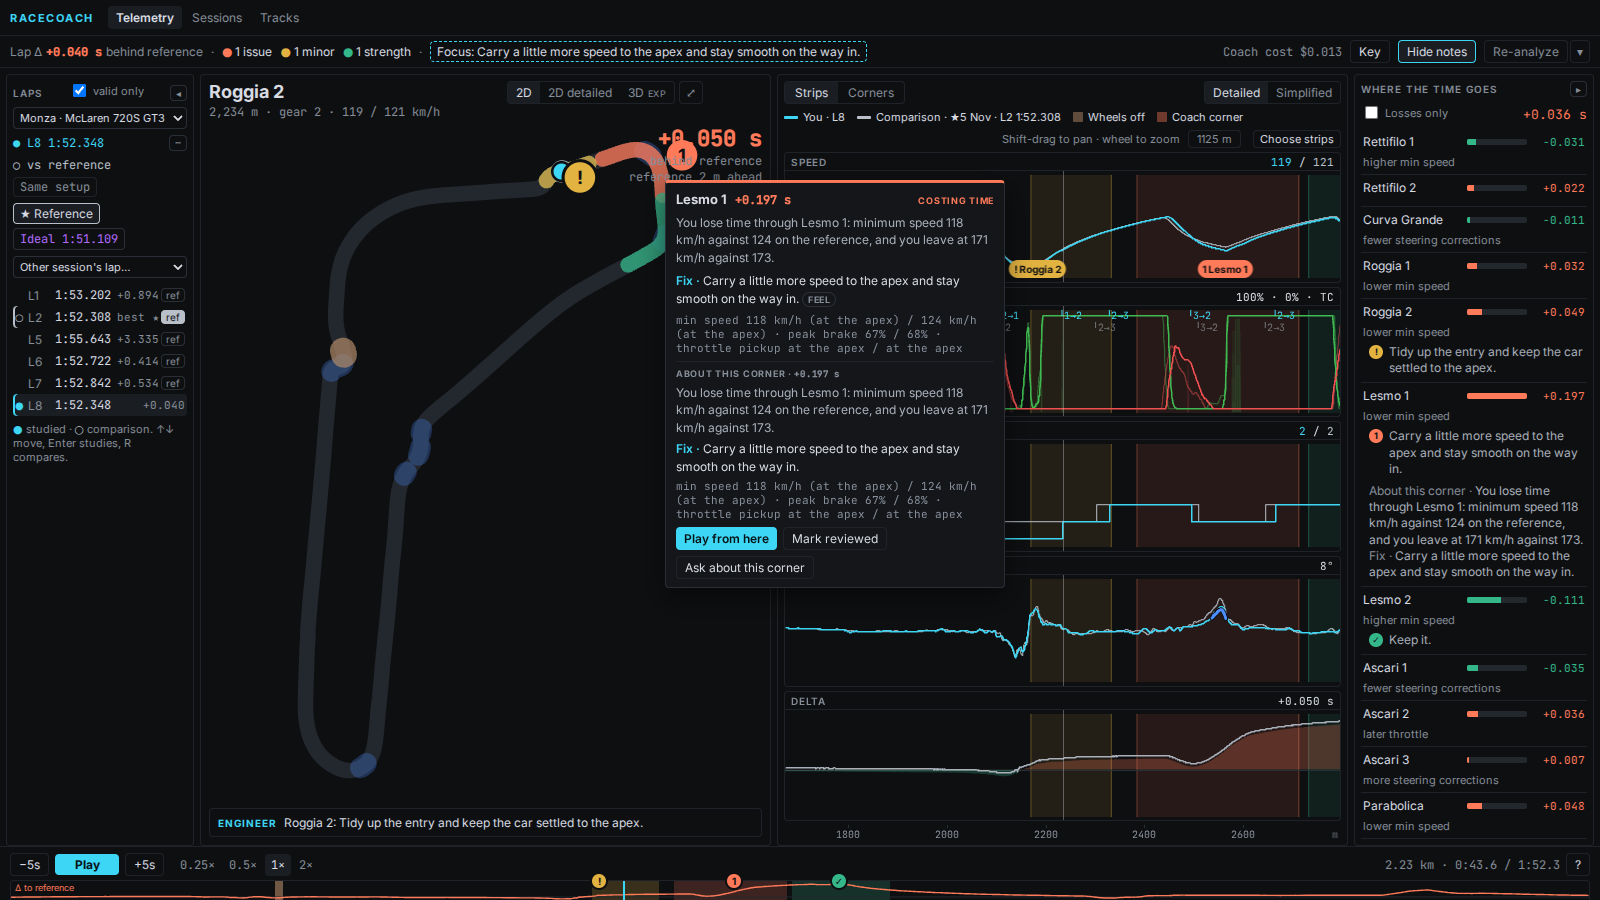 RACECOACH Telemetry Sessions Tracks
Lap Δ +0.040 s behind reference · 1 issue 1 minor 1 strength · Focus: Carry a little more speed to the apex and stay smooth on the way in. Coach cost $0.013 Key Hide notes Re-analyze ▾
LAPS valid only ◂
Monza · McLaren 720S GT3
L8 1:52.348 −
vs reference
Same setup
★ Reference
Ideal 1:51.109
Other session's lap...
L1 1:53.202 +0.894 ref
L2 1:52.308 best ★ ref
L5 1:55.643 +3.335 ref
L6 1:52.722 +0.414 ref
L7 1:52.842 +0.534 ref
L8 1:52.348 +0.040
● studied · ○ comparison. ↑↓
move, Enter studies, R
compares.
Roggia 2
2,234 m · gear 2 · 119 / 121 km/h
2D 2D detailed 3D EXP ⤢
+0.050 s
behind reference
reference 2 m ahead
!
1
ENGINEER Roggia 2: Tidy up the entry and keep the car settled to the apex.
Lesmo 1 +0.197 s COSTING TIME
You lose time through Lesmo 1: minimum speed 118
km/h against 124 on the reference, and you leave at 171
against 173.
Fix · Carry a little more speed to the apex and stay
smooth on the way in. FEEL
min speed 118 km/h (at the apex) / 124 km/h
(at the apex) · peak brake 67% / 68% ·
throttle pickup at the apex / at the apex
ABOUT THIS CORNER · +0.197 s
You lose time through Lesmo 1: minimum speed 118
km/h against 124 on the reference, and you leave at 171
against 173.
Fix · Carry a little more speed to the apex and stay
smooth on the way in.
min speed 118 km/h (at the apex) / 124 km/h
(at the apex) · peak brake 67% / 68% ·
throttle pickup at the apex / at the apex
Play from here Mark reviewed
Ask about this corner
Strips Corners Detailed Simplified
You · L8 Comparison · ★5 Nov · L2 1:52.308 Wheels off Coach corner
Shift-drag to pan · wheel to zoom 1125 m Choose strips
SPEED 119 / 121
! Roggia 2 1 Lesmo 1
100% · 0% · TC
2→1 1→2 2→3 3→2 2→3
2 2→3 3→2 2→3
2 / 2
8°
DELTA +0.050 s
1800 2000 2200 2400 2600 m
WHERE THE TIME GOES ▸
Losses only +0.036 s
Rettifilo 1 -0.031
higher min speed
Rettifilo 2 +0.022
Curva Grande -0.011
fewer steering corrections
Roggia 1 +0.032
lower min speed
Roggia 2 +0.049
lower min speed
! Tidy up the entry and keep the car
settled to the apex.
Lesmo 1 +0.197
lower min speed
1 Carry a little more speed to the
apex and stay smooth on the way
in.
About this corner · You lose time
through Lesmo 1: minimum speed 118
km/h against 124 on the reference,
and you leave at 171 km/h against 173.
Fix · Carry a little more speed to the
apex and stay smooth on the way in.
Lesmo 2 -0.111
higher min speed
✓ Keep it.
Ascari 1 -0.035
fewer steering corrections
Ascari 2 +0.036
later throttle
Ascari 3 +0.007
more steering corrections
Parabolica +0.048
lower min speed
−5s Play +5s 0.25× 0.5× 1× 2× 2.23 km · 0:43.6 / 1:52.3 ?
Δ to reference ! 1 ✓